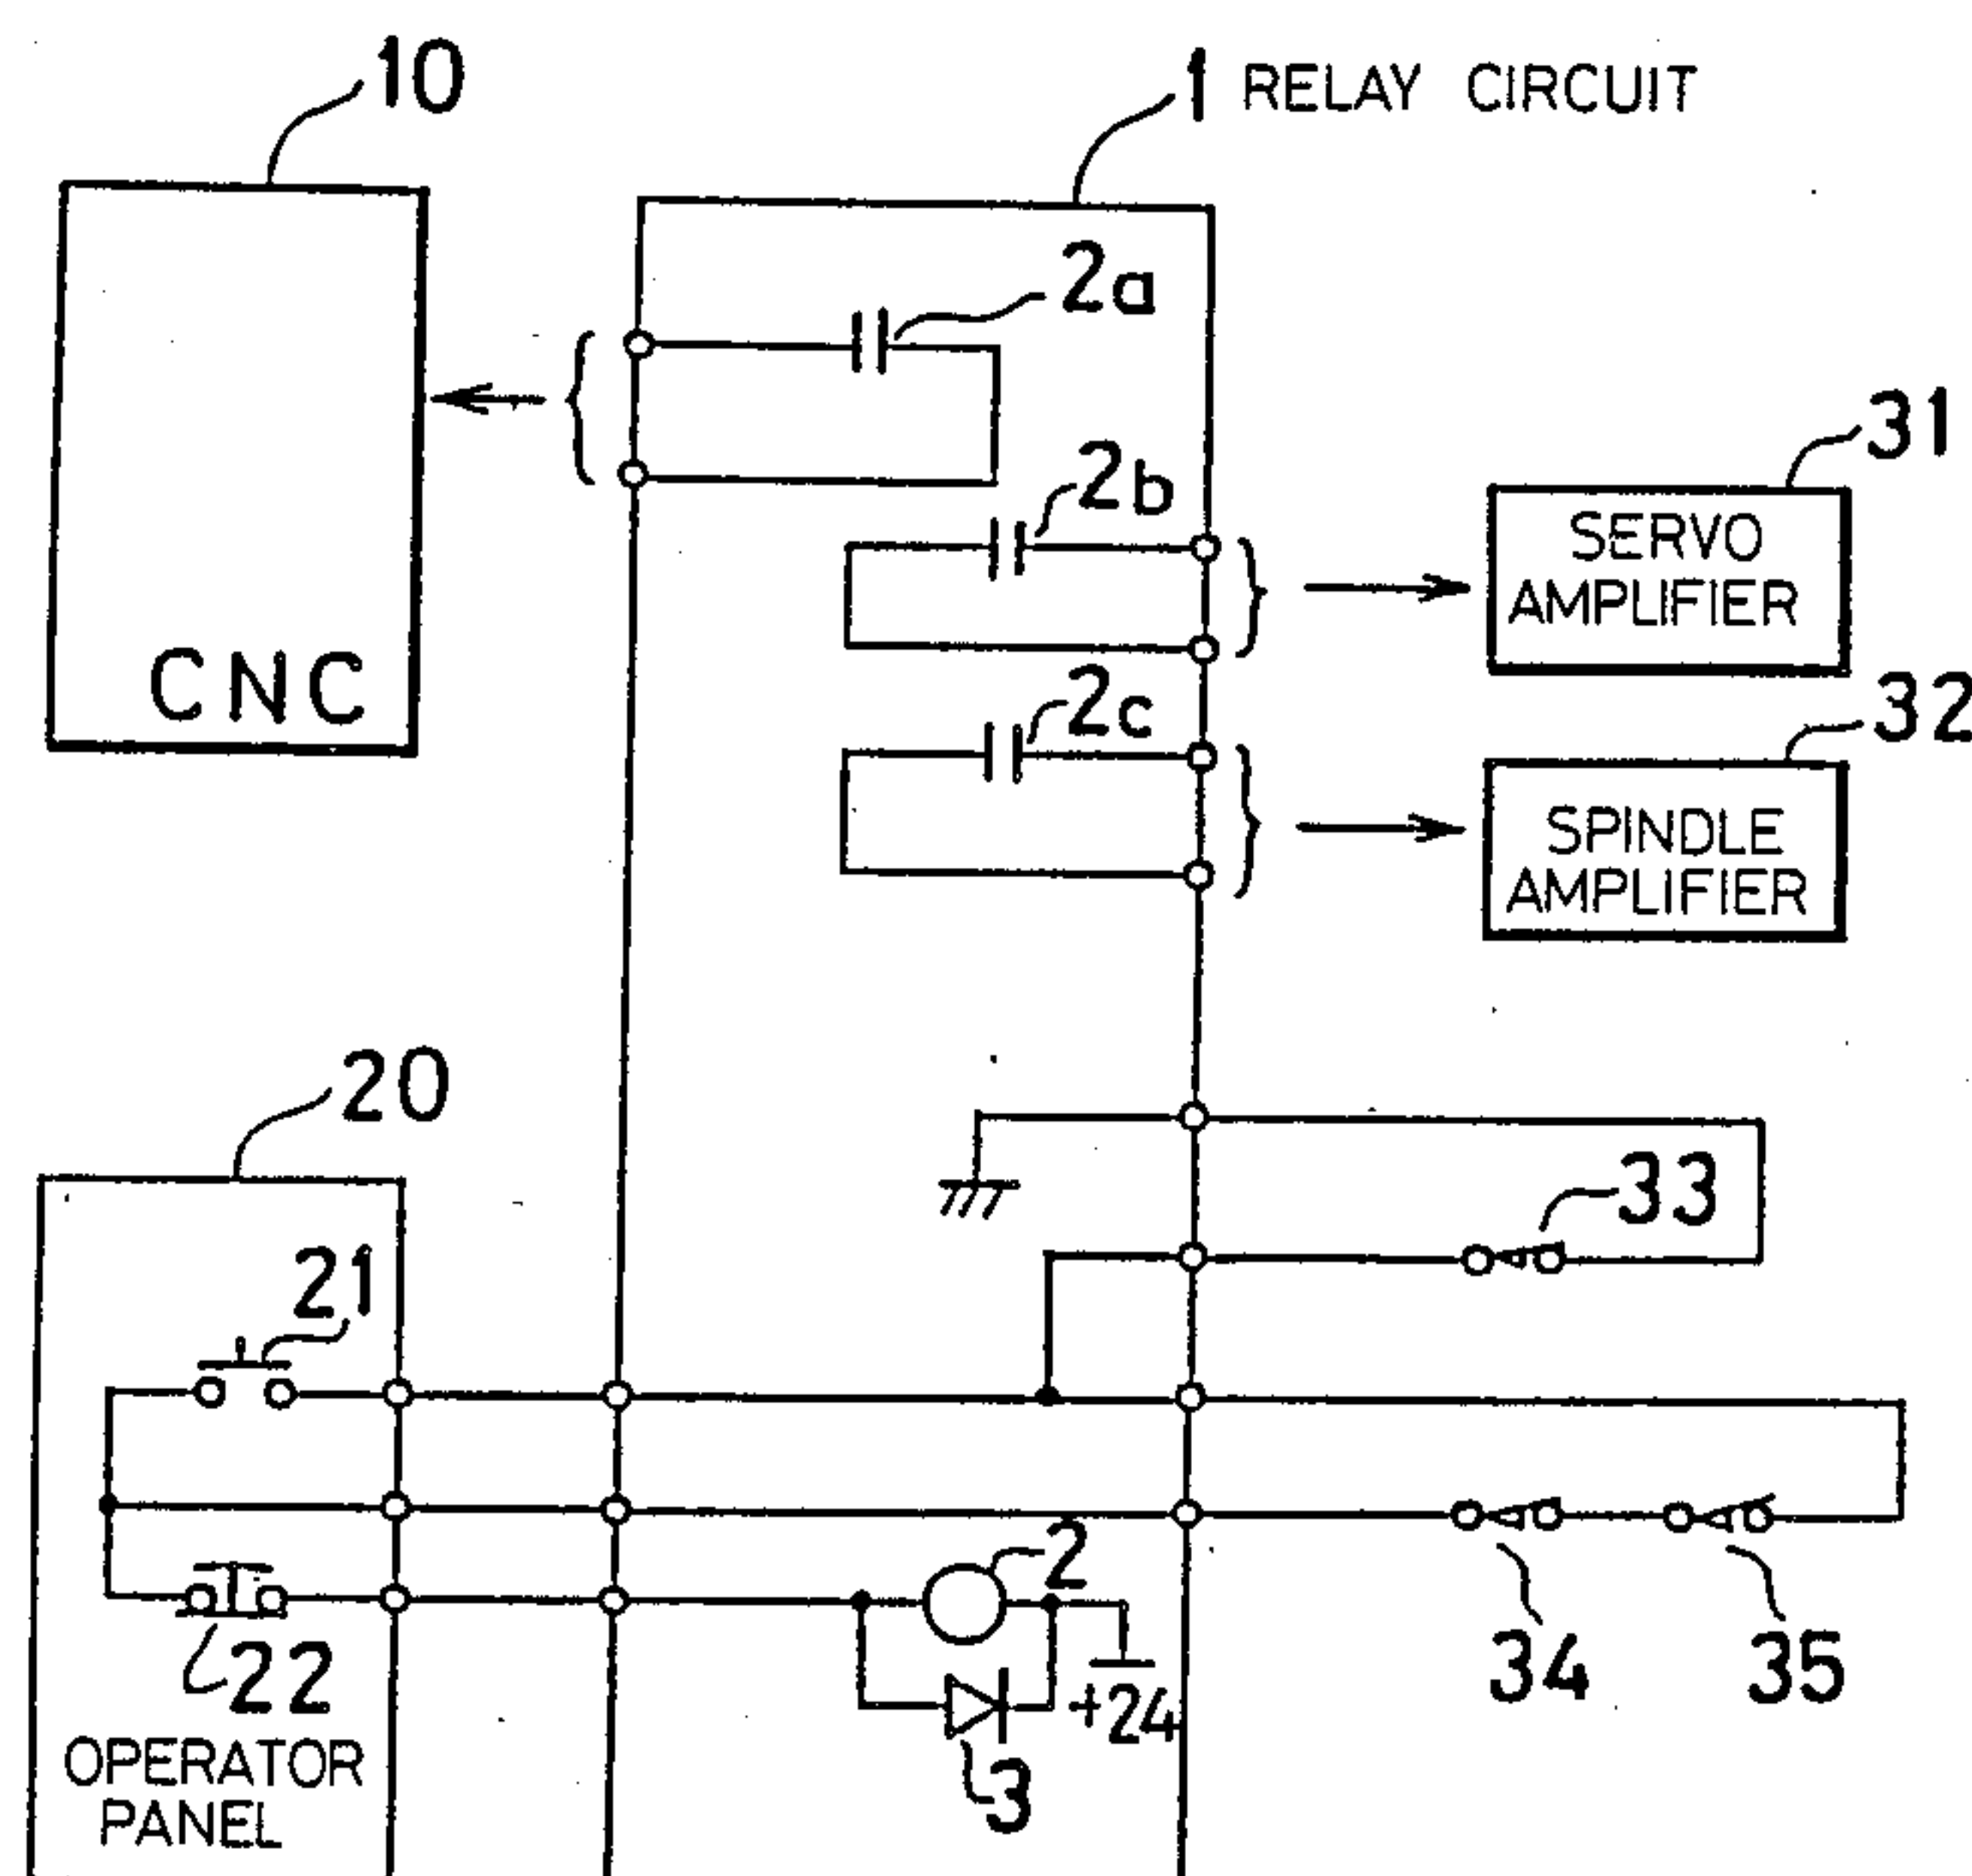 10
1 RELAY CIRCUIT
2a
31
2b
SERVO
AMPLIFIER
CNC
2c
32
SPINDLE
AMPLIFIER
20
33
21
2
34
35
22
+24
3
OPERATOR
PANEL